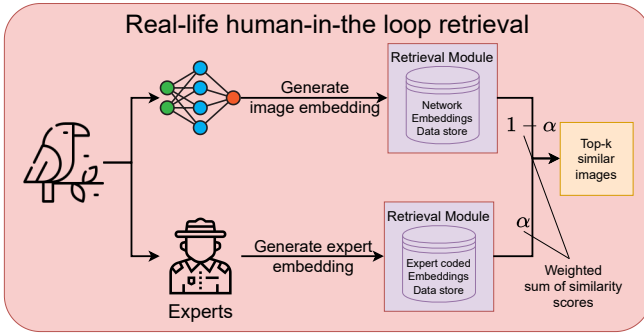 Real-life human-in-the loop retrieval
Generate
image embedding
Retrieval Module
Network
Embeddings
Data store
1 − α
Top-k
similar
images
Experts
Generate expert
embedding
Retrieval Module
Expert coded
Embeddings
Data store
α
Weighted
sum of similarity
scores